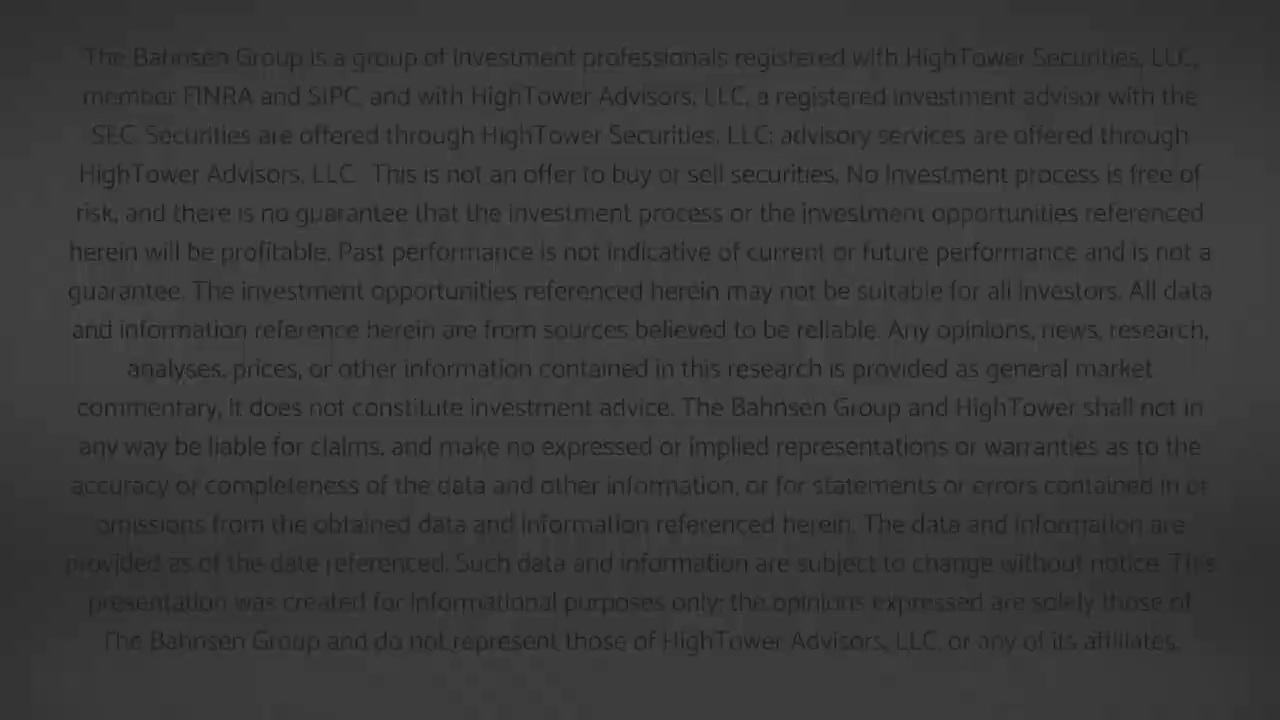 The Bahnsen Group is a group of investment professionals registered with HighTower Securities, LLC,
member FINRA and SIPC, and with HighTower Advisors, LLC, a registered investment advisor with the
SEC. Securities are offered through HighTower Securities, LLC; advisory services are offered through
HighTower Advisors, LLC. This is not an offer to buy or sell securities. No investment process is free of
risk, and there is no guarantee that the investment process or the investment opportunities referenced
herein will be profitable. Past performance is not indicative of current or future performance and is not a
guarantee. The investment opportunities referenced herein may not be suitable for all investors. All data
and information reference herein are from sources believed to be reliable. Any opinions, news, research,
analyses, prices, or other information contained in this research is provided as general market
commentary, it does not constitute investment advice. The Bahnsen Group and HighTower shall not in
any way be liable for claims, and make no expressed or implied representations or warranties as to the
accuracy or completeness of the data and other information, or for statements or errors contained in or
omissions from the obtained data and information referenced herein. The data and information are
provided as of the date referenced. Such data and information are subject to change without notice. This
presentation was created for informational purposes only; the opinions expressed are solely those of
The Bahnsen Group and do not represent those of HighTower Advisors, LLC, or any of its affiliates.